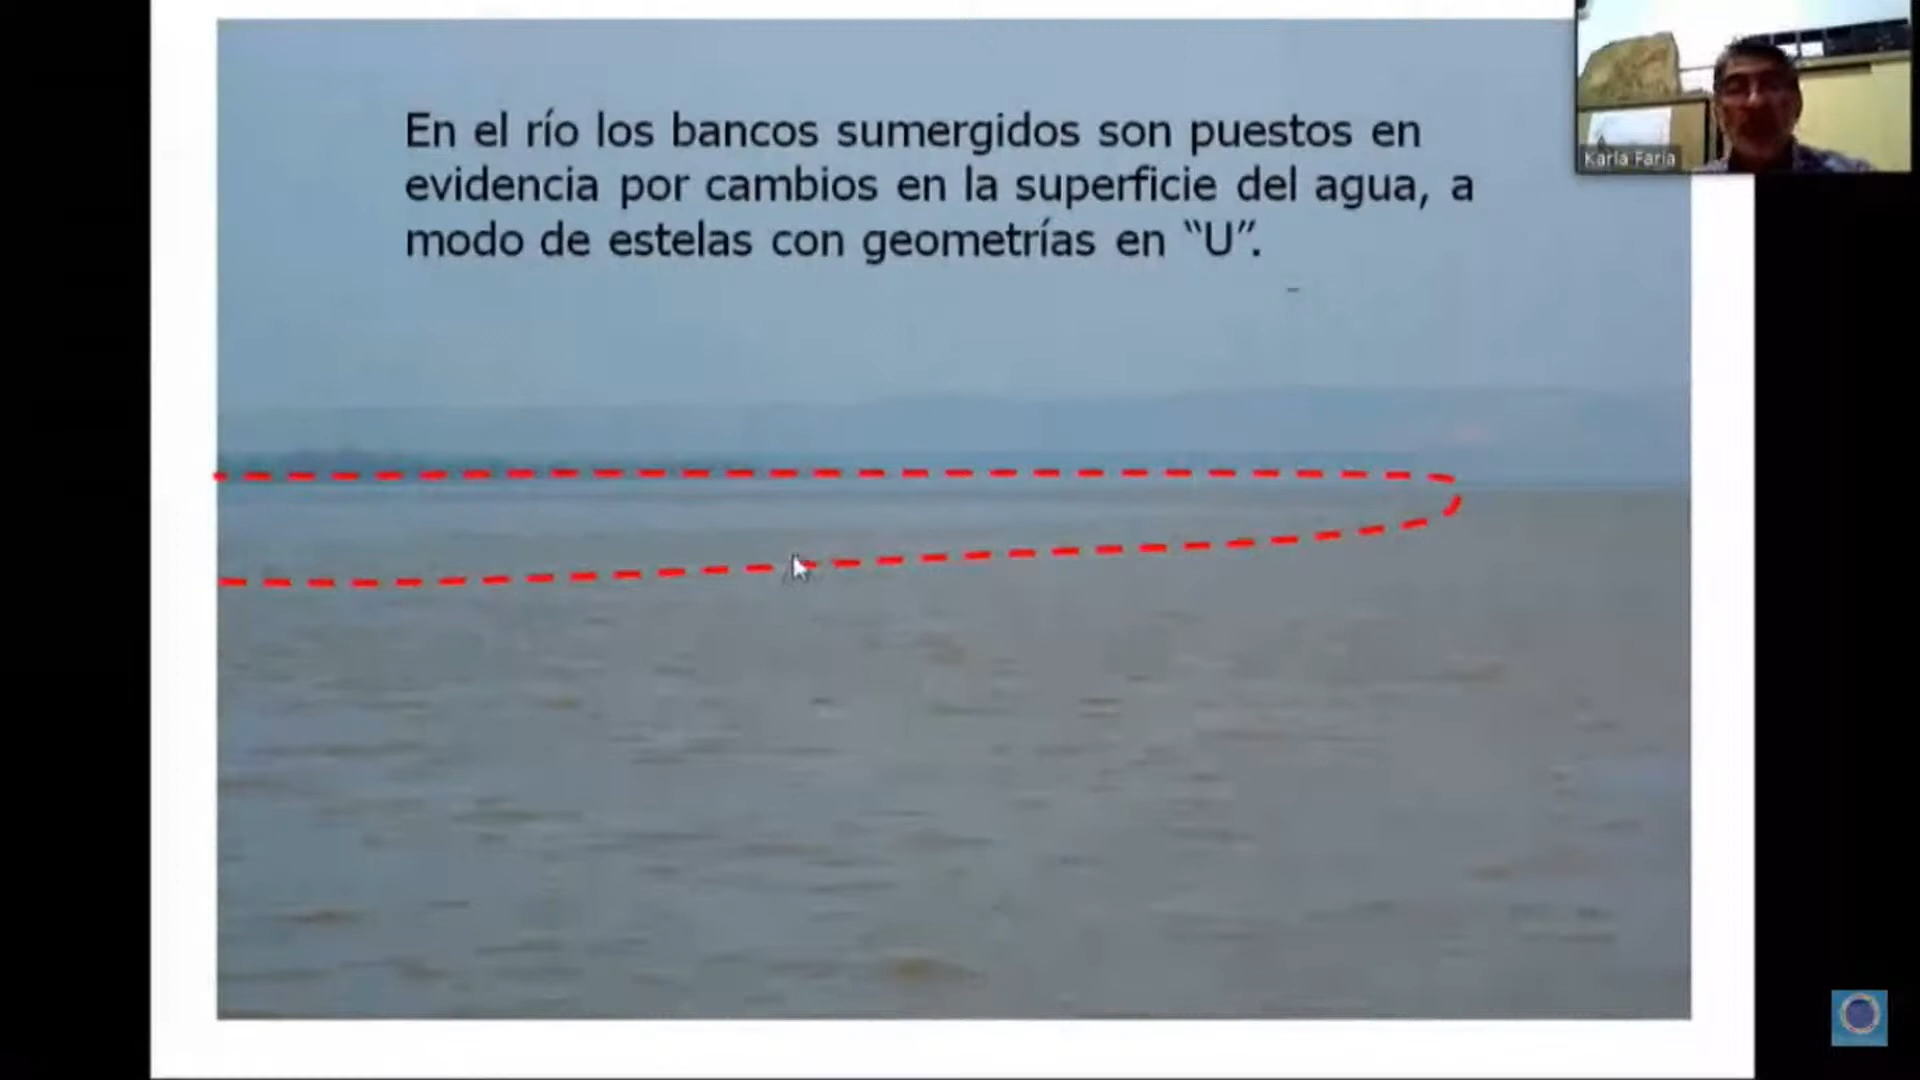 En el río los bancos sumergidos son puestos en
evidencia por cambios en la superficie del agua, a
modo de estelas con geometrías en “U”.
Karla Faria